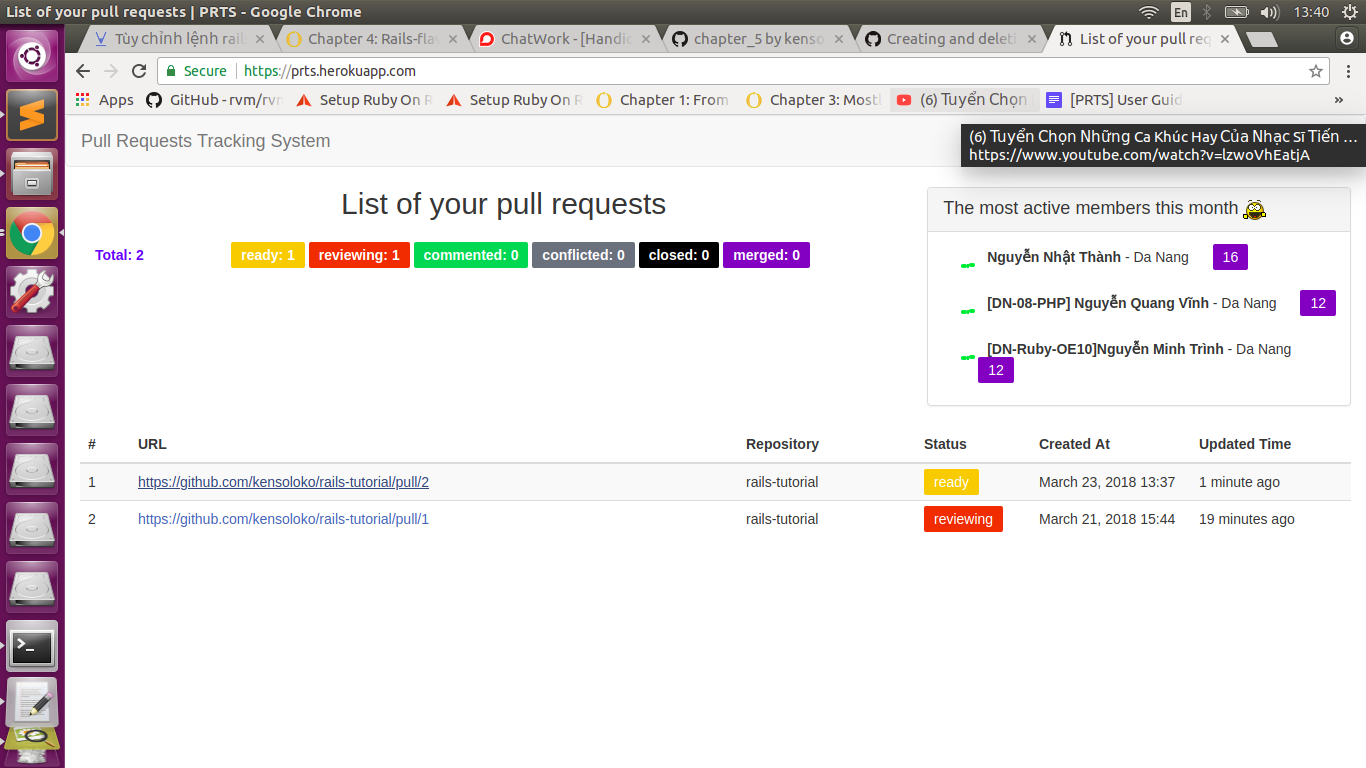 List of your pull requests | PRTS - Google Chrome
En
13:40
Tùy chỉnh lệnh rail
Chapter 4: Rails-flav
ChatWork - [Handic
chapter_5 by kenso
Creating and deleti
List of your pull req
Secure
https://prts.herokuapp.com
Apps
GitHub - rvm/rvm
Setup Ruby On R
Setup Ruby On R
Chapter 1: From
Chapter 3: Mostl
(6) Tuyển Chọn
[PRTS] User Guid
»
Pull Requests Tracking System
(6) Tuyển Chọn Những Ca Khúc Hay Của Nhạc Sĩ Tiến ...
https://www.youtube.com/watch?v=lzwoVhEatjA
List of your pull requests
Total: 2
ready: 1
reviewing: 1
commented: 0
conflicted: 0
closed: 0
merged: 0
The most active members this month
Nguyễn Nhật Thành - Da Nang 16
[DN-08-PHP] Nguyễn Quang Vĩnh - Da Nang 12
[DN-Ruby-OE10]Nguyễn Minh Trình - Da Nang
12
# URL Repository Status Created At Updated Time
1 https://github.com/kensoloko/rails-tutorial/pull/2 rails-tutorial ready March 23, 2018 13:37 1 minute ago
2 https://github.com/kensoloko/rails-tutorial/pull/1 rails-tutorial reviewing March 21, 2018 15:44 19 minutes ago